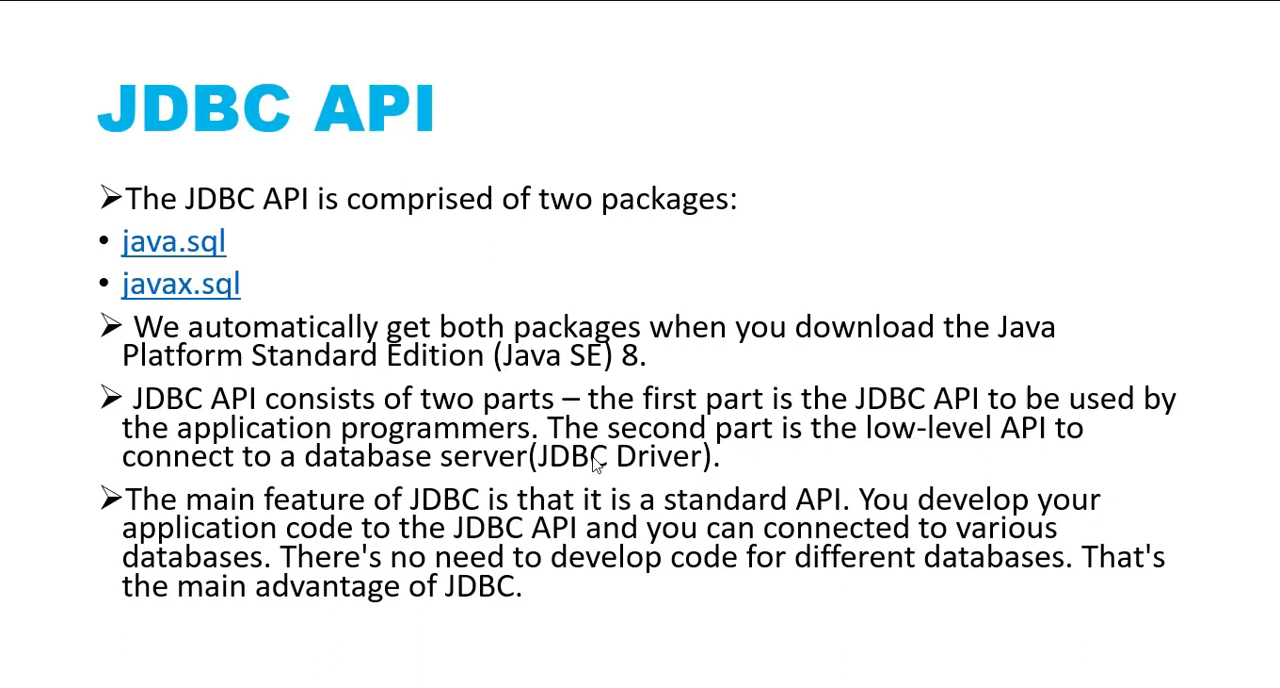 JDBC API
➢The JDBC API is comprised of two packages:
• java.sql
• javax.sql
➢ We automatically get both packages when you download the Java
Platform Standard Edition (Java SE) 8.
➢ JDBC API consists of two parts – the first part is the JDBC API to be used by
the application programmers. The second part is the low-level API to
connect to a database server(JDBC Driver).
➢The main feature of JDBC is that it is a standard API. You develop your
application code to the JDBC API and you can connected to various
databases. There's no need to develop code for different databases. That's
the main advantage of JDBC.